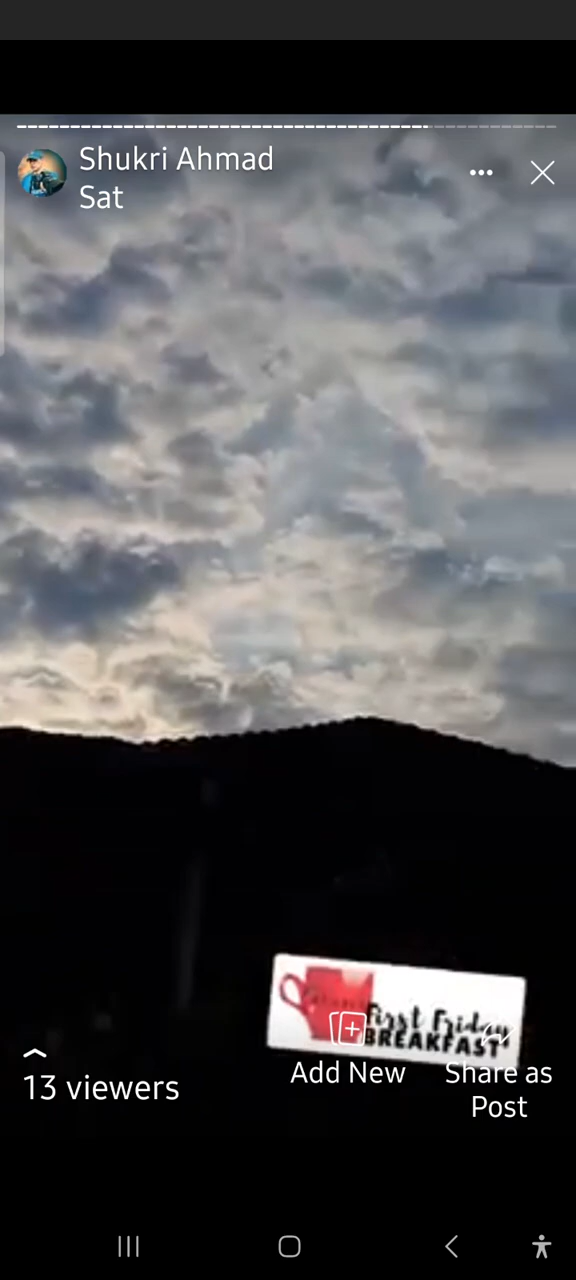 Shukri Ahmad
Sat
First Friday
BREAKFAST
Add New
Share as
Post
13 viewers